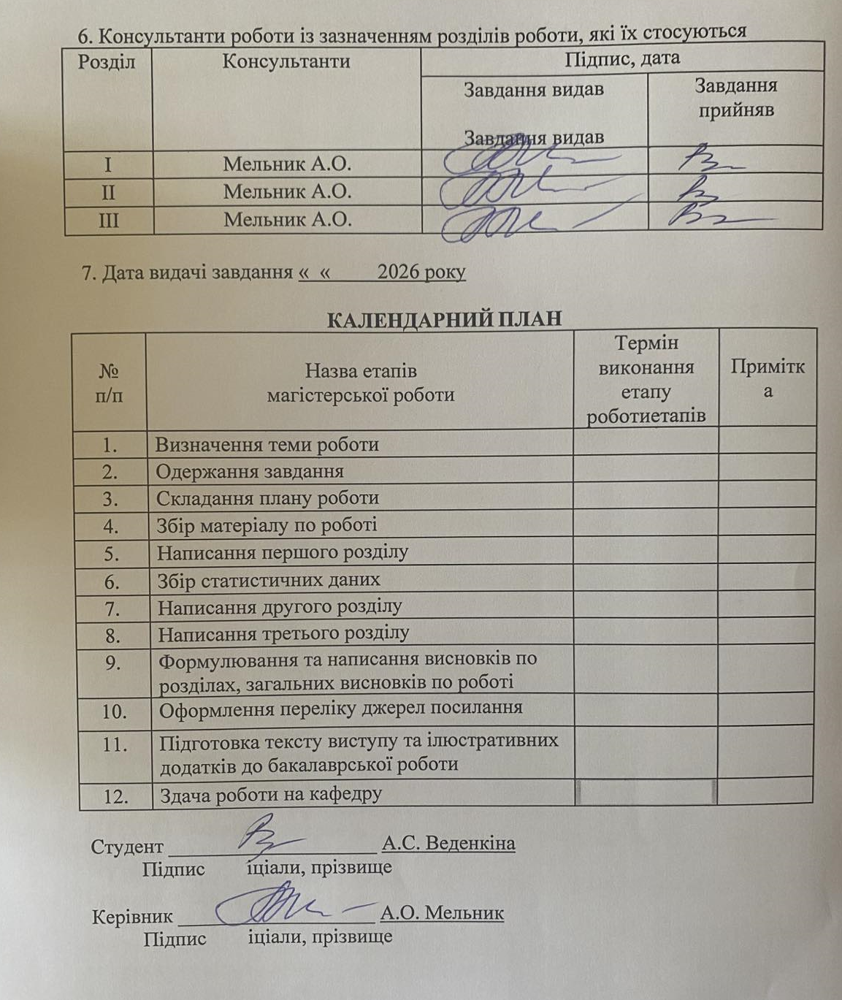 6. Консультанти роботи із зазначенням розділів роботи, які їх стосуються
Розділ
Консультанти
Підпис, дата
Завдання видав
Завдання
прийняв
Завдання видав
I
Мельник А.О.
II
Мельник А.О.
III
Мельник А.О.
7. Дата видачі завдання « « 2026 року
КАЛЕНДАРНИЙ ПЛАН
№
п/п
Назва етапів
магістерської роботи
Термін
виконання
етапу
роботиетапів
Примітк
а
1. Визначення теми роботи
2. Одержання завдання
3. Складання плану роботи
4. Збір матеріалу по роботі
5. Написання першого розділу
6. Збір статистичних даних
7. Написання другого розділу
8. Написання третього розділу
9. Формулювання та написання висновків по
розділах, загальних висновків по роботі
10. Оформлення переліку джерел посилання
11. Підготовка тексту виступу та ілюстративних
додатків до бакалаврської роботи
12. Здача роботи на кафедру
Студент А.С. Веденкіна
Підпис іціали, прізвище
Керівник А.О. Мельник
Підпис іціали, прізвище